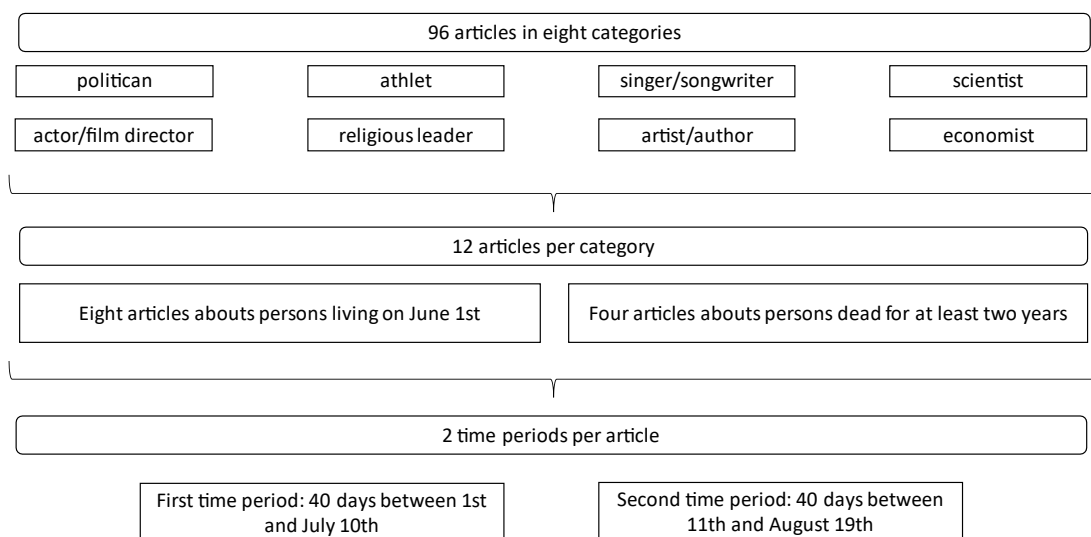 96 articles in eight categories
politican
athlet
singer/songwriter
scientist
actor/film director
religious leader
artist/author
economist
12 articles per category
Eight articles abouts persons living on June 1st
Four articles abouts persons dead for at least two years
2 time periods per article
First time period: 40 days between 1st
and July 10th
Second time period: 40 days between
11th and August 19th